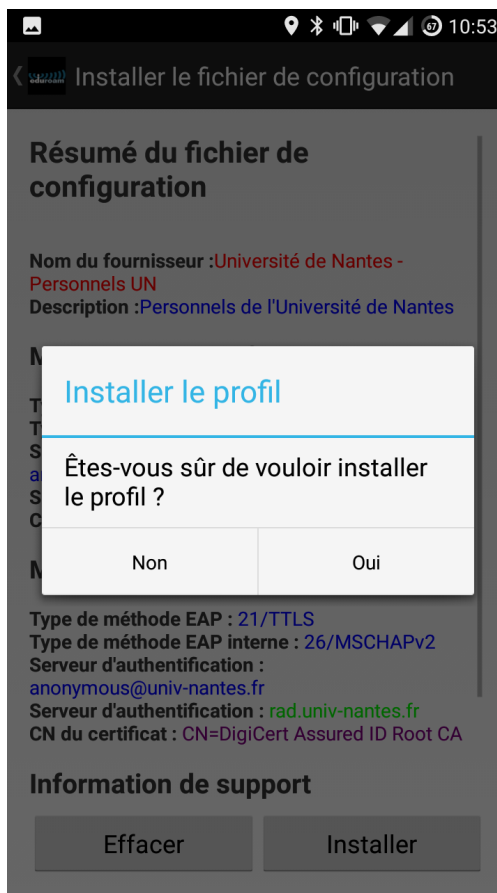 67 10:53
eduroam Installer le fichier de configuration
Résumé du fichier de
configuration
Nom du fournisseur :Université de Nantes -
Personnels UN
Description :Personnels de l'Université de Nantes
Installer le profil
Êtes-vous sûr de vouloir installer
le profil ?
Non Oui
Type de méthode EAP : 21/TTLS
Type de méthode EAP interne : 26/MSCHAPv2
Serveur d'authentification :
anonymous@univ-nantes.fr
Serveur d'authentification : rad.univ-nantes.fr
CN du certificat : CN=DigiCert Assured ID Root CA
Information de support
Effacer Installer